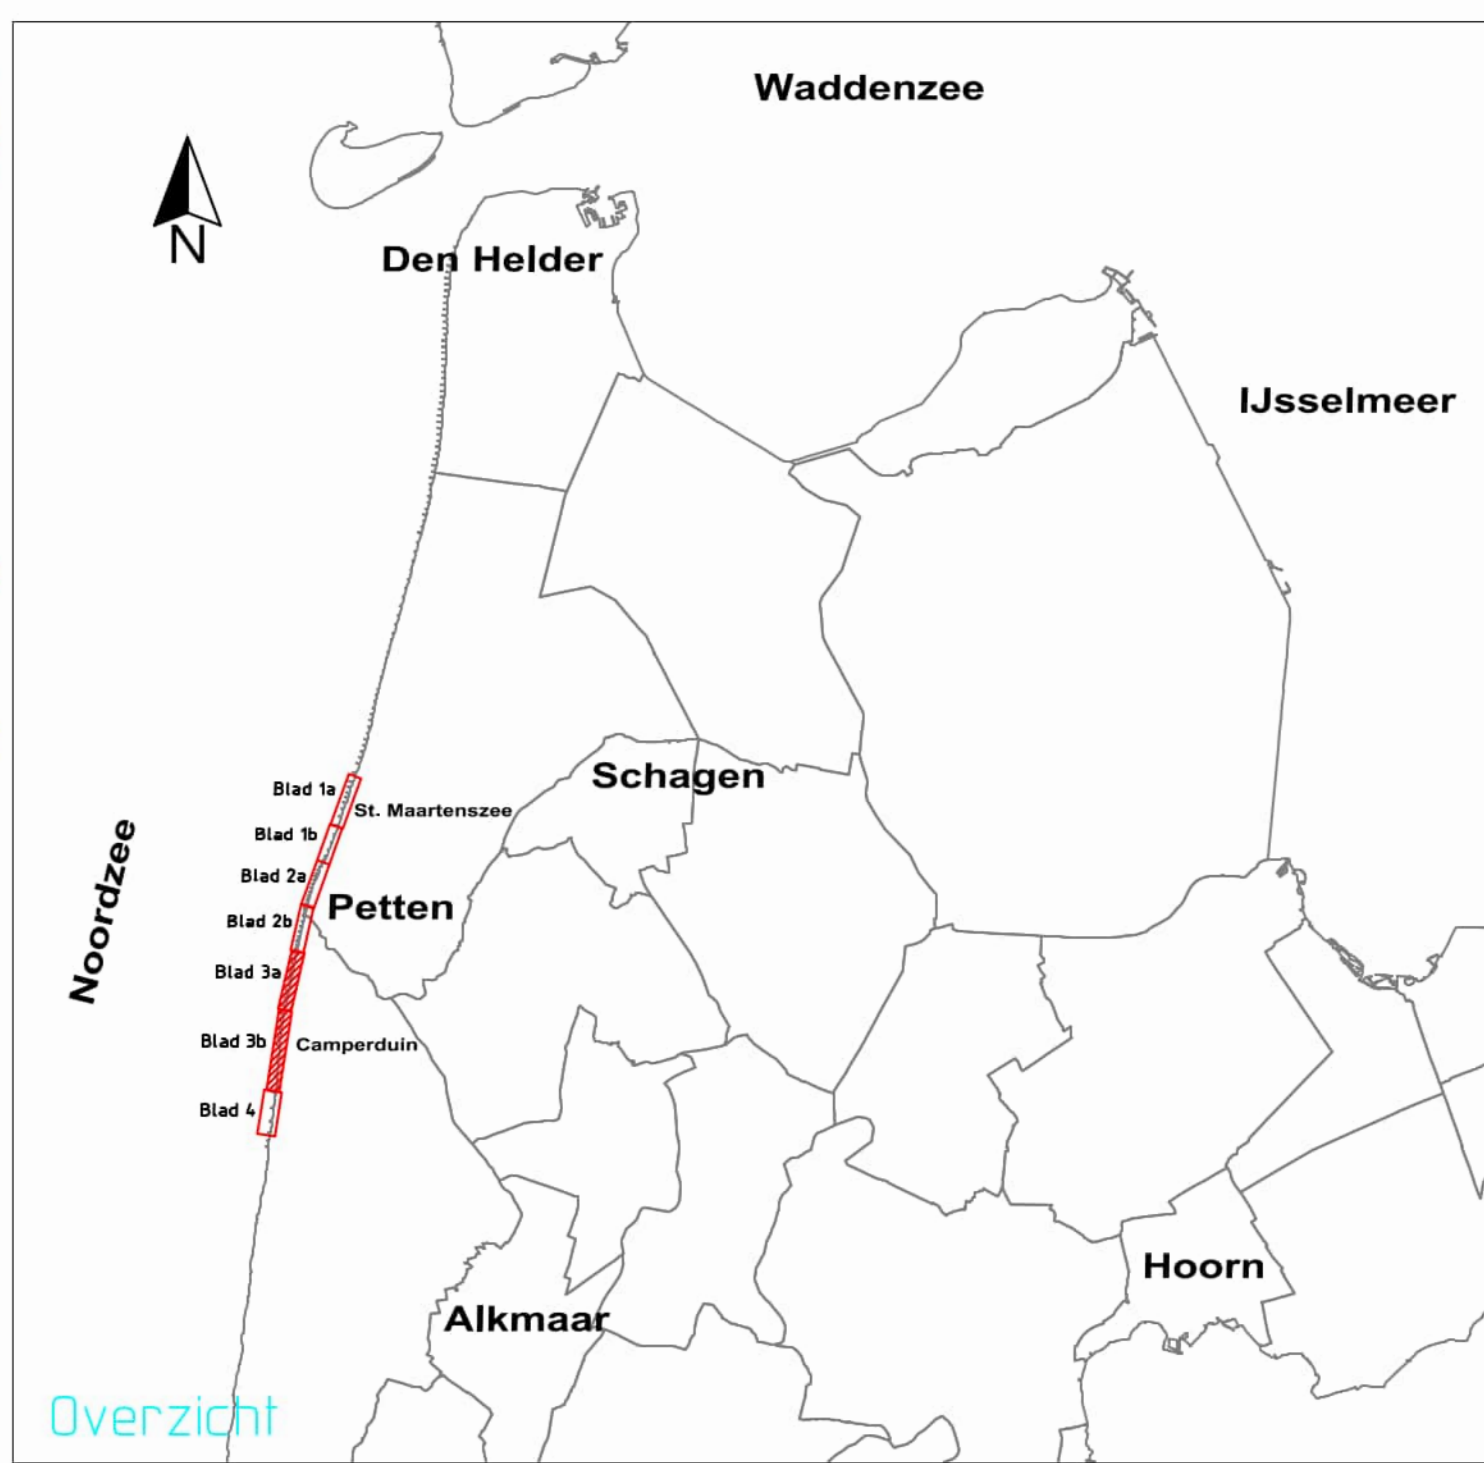 Waddenzee
N
Den Helder
IJsselmeer
Schagen
Blad 1a
St. Maartenszee
Blad 1b
Blad 2a
Petten
Blad 2b
Noordzee
Blad 3a
Blad 3b
Camperduin
Blad 4
Hoorn
Alkmaar
Overzicht